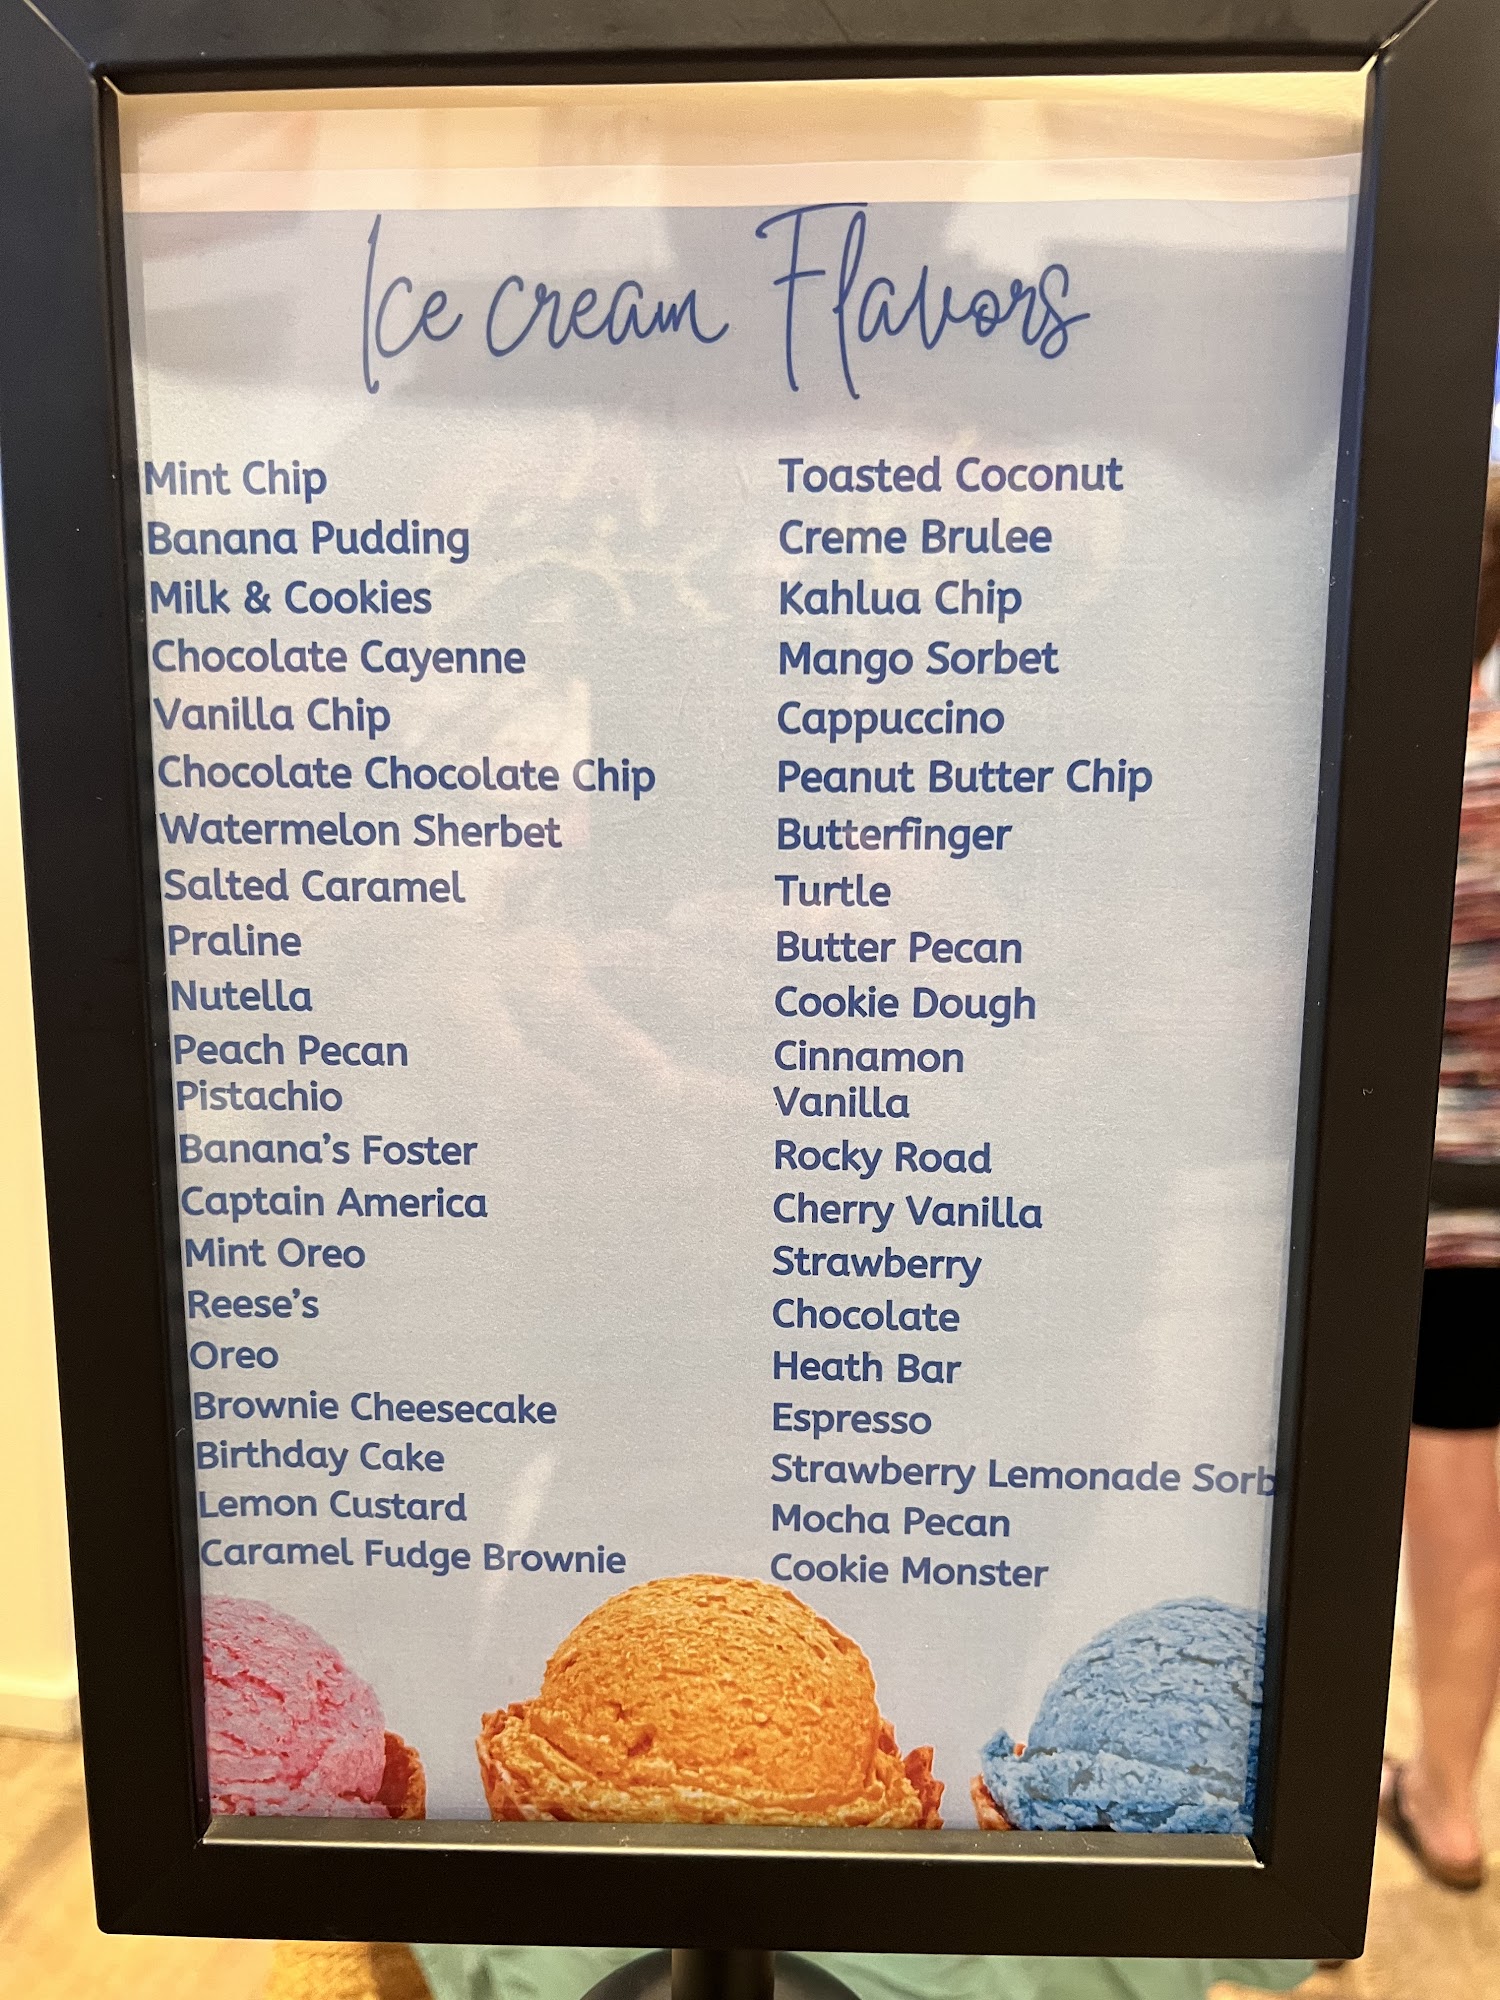 Ice cream Flavors
Mint Chip
Banana Pudding
Milk & Cookies
Chocolate Cayenne
Vanilla Chip
Chocolate Chocolate Chip
Watermelon Sherbet
Salted Caramel
Praline
Nutella
Peach Pecan
Pistachio
Banana's Foster
Captain America
Mint Oreo
Reese's
Oreo
Brownie Cheesecake
Birthday Cake
Lemon Custard
Caramel Fudge Brownie
Toasted Coconut
Creme Brulee
Kahlua Chip
Mango Sorbet
Cappuccino
Peanut Butter Chip
Butterfinger
Turtle
Butter Pecan
Cookie Dough
Cinnamon
Vanilla
Rocky Road
Cherry Vanilla
Strawberry
Chocolate
Heath Bar
Espresso
Strawberry Lemonade Sorb
Mocha Pecan
Cookie Monster